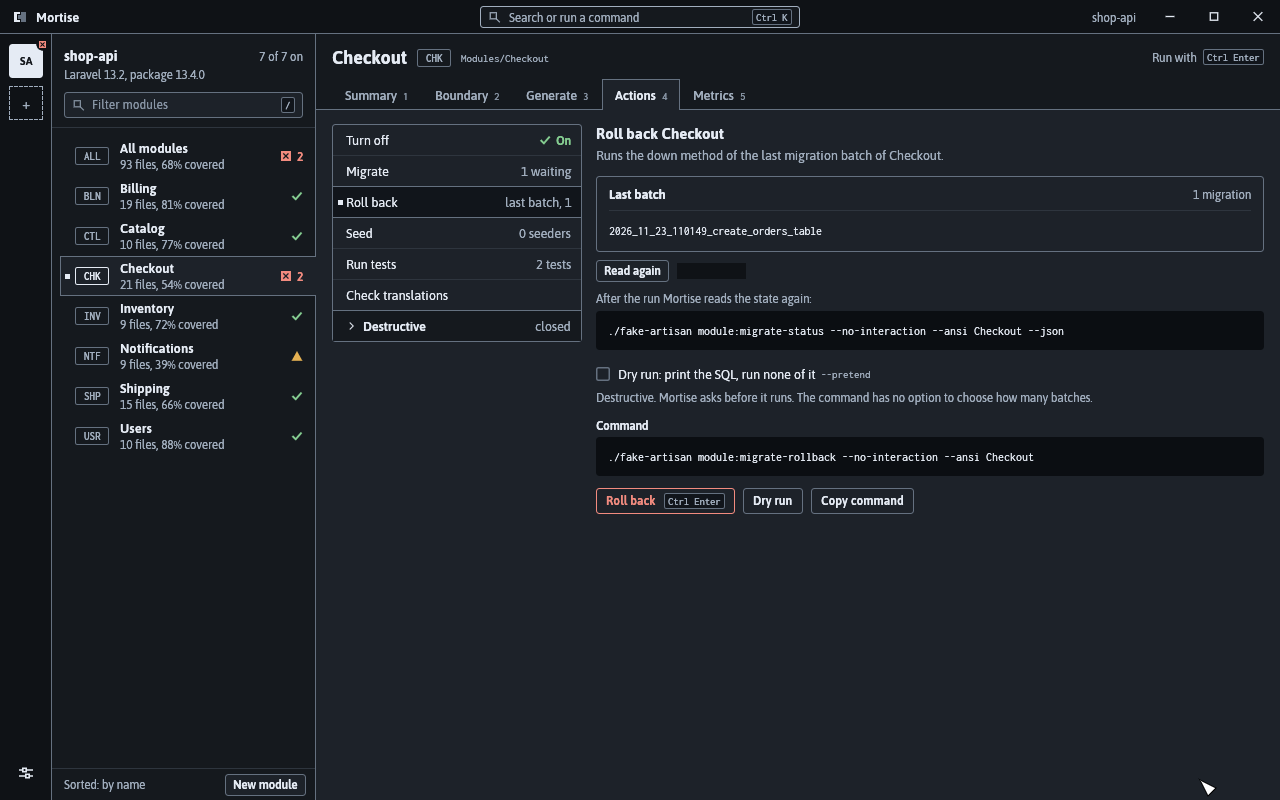 Mortise
Search or run a command
Ctrl K
shop-api
SA
+
shop-api
7 of 7 on
Laravel 13.2, package 13.4.0
Filter modules
/
ALL
All modules
93 files, 68% covered
2
BLN
Billing
19 files, 81% covered
CTL
Catalog
10 files, 77% covered
CHK
Checkout
21 files, 54% covered
2
INV
Inventory
9 files, 72% covered
NTF
Notifications
9 files, 39% covered
SHP
Shipping
15 files, 66% covered
USR
Users
10 files, 88% covered
Sorted: by name
New module
Checkout
CHK
Modules/Checkout
Run with
Ctrl Enter
Summary 1
Boundary 2
Generate 3
Actions 4
Metrics 5
Turn off
On
Migrate
1 waiting
Roll back
last batch, 1
Seed
0 seeders
Run tests
2 tests
Check translations
Destructive
closed
Roll back Checkout
Runs the down method of the last migration batch of Checkout.
Last batch
1 migration
2026_11_23_110149_create_orders_table
Read again
After the run Mortise reads the state again:
./fake-artisan module:migrate-status --no-interaction --ansi Checkout --json
Dry run: print the SQL, run none of it --pretend
Destructive. Mortise asks before it runs. The command has no option to choose how many batches.
Command
./fake-artisan module:migrate-rollback --no-interaction --ansi Checkout
Roll back
Ctrl Enter
Dry run
Copy command